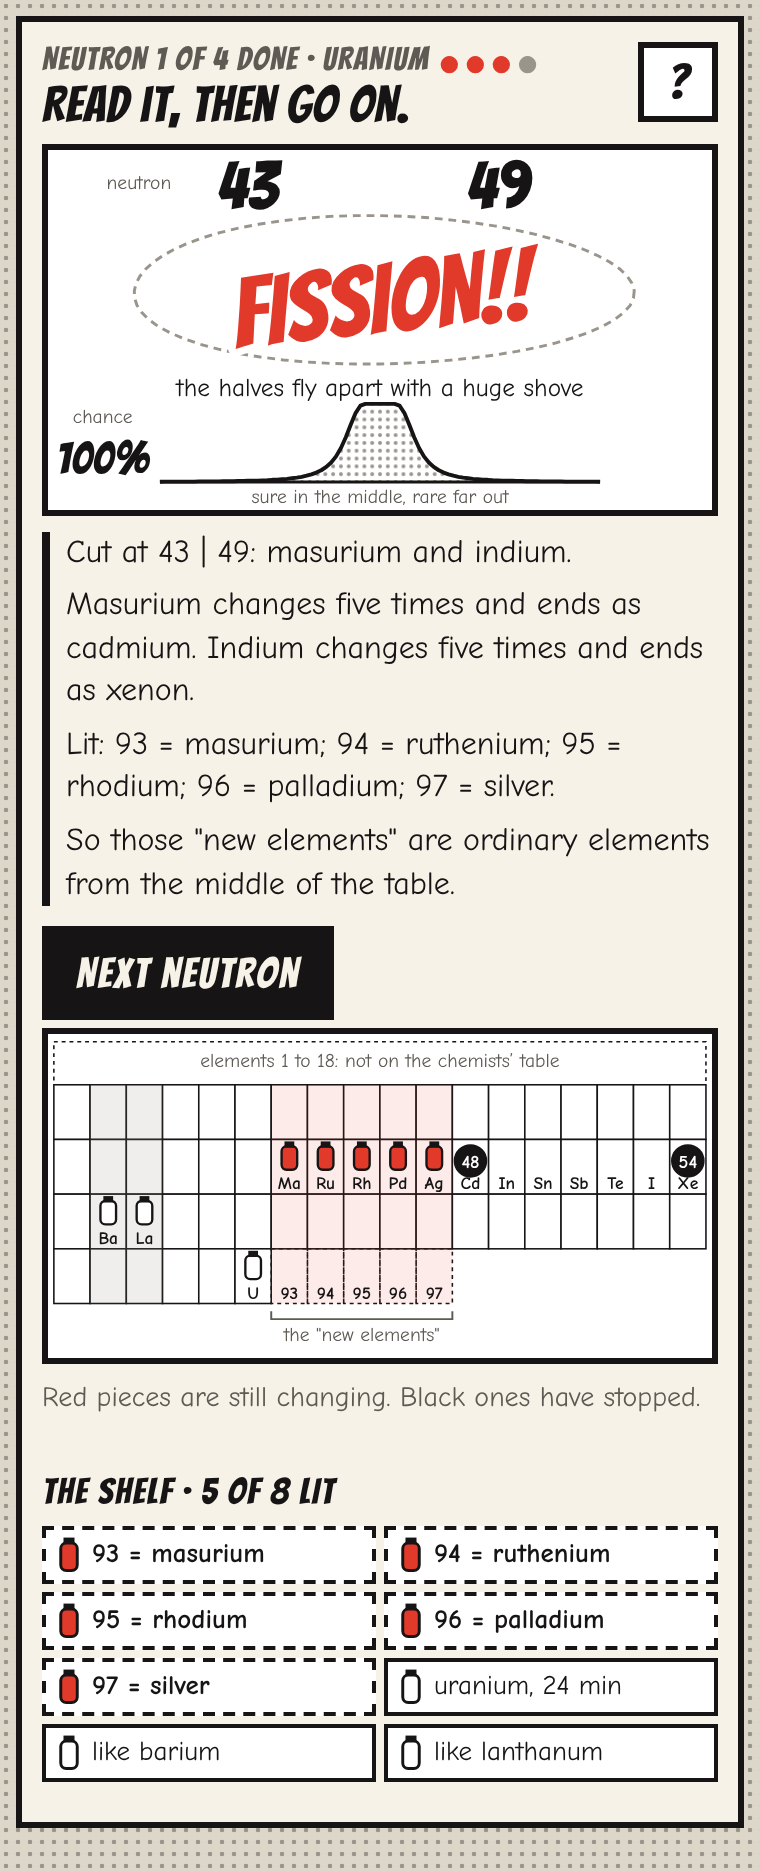 NEUTRON 1 OF 4 DONE · URANIUM
READ IT, THEN GO ON.
?
neutron
43
49
FISSION!!
the halves fly apart with a huge shove
chance
100%
sure in the middle, rare far out
Cut at 43 | 49: masurium and indium.
Masurium changes five times and ends as
cadmium. Indium changes five times and ends
as xenon.
Lit: 93 = masurium; 94 = ruthenium; 95 =
rhodium; 96 = palladium; 97 = silver.
So those "new elements" are ordinary elements
from the middle of the table.
NEXT NEUTRON
elements 1 to 18: not on the chemists' table
48 54
Ma Ru Rh Pd Ag Cd In Sn Sb Te I Xe
Ba La
U 93 94 95 96 97
the "new elements"
Red pieces are still changing. Black ones have stopped.
THE SHELF · 5 OF 8 LIT
93 = masurium
94 = ruthenium
95 = rhodium
96 = palladium
97 = silver
uranium, 24 min
like barium
like lanthanum